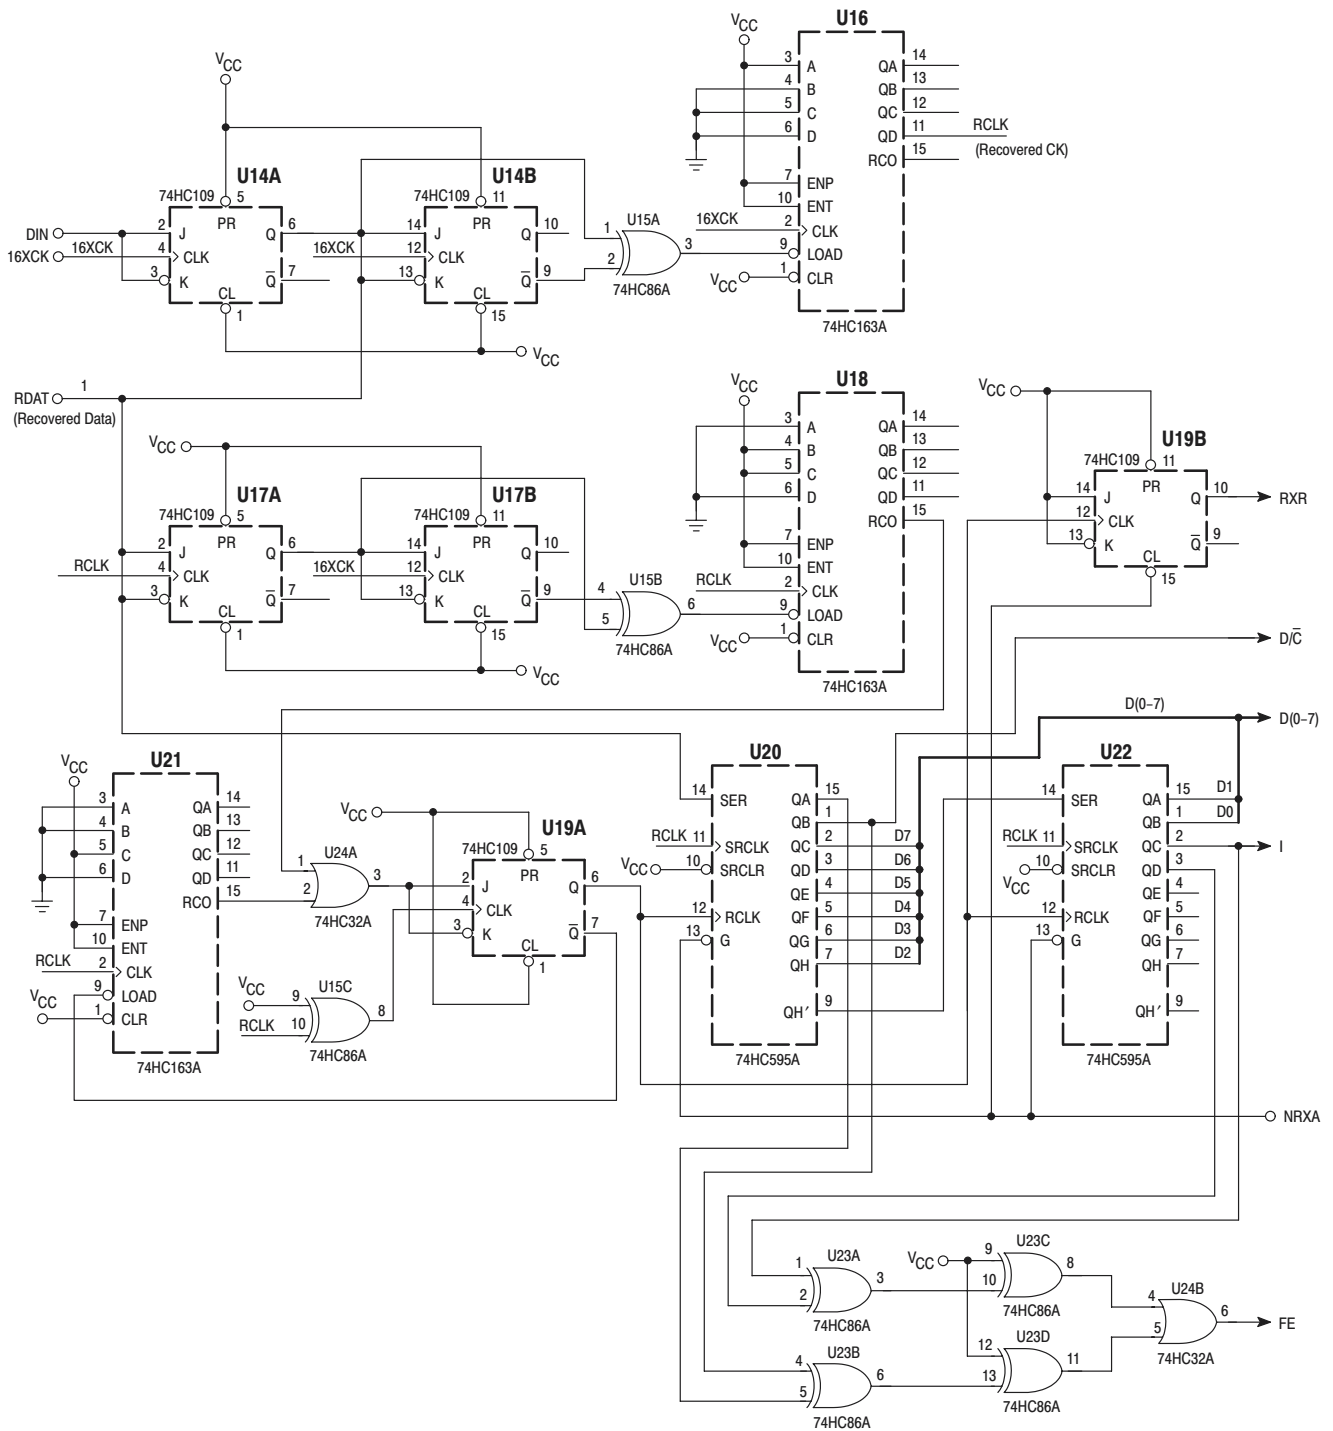 VCC
U16
3 A QA 14
4 B QB 13
5 C QC 12
6 D QD 11 RCLK
(Recovered CK)
RCO 15
7 ENP
10 ENT
16XCK 2 CLK
9 LOAD
VCC 1 CLR
74HC163A
VCC
U14A
74HC109 5
PR
DIN 2 J Q 6
16XCK 16XCK 4 CLK
3 K Q 7
CL
1
U14B
74HC109 11
PR
14 J Q 10
16XCK 12 CLK
13 K Q 9
CL
15
VCC
U15A
1
2
3
74HC86A
RDAT 1
(Recovered Data)
VCC
U17A
74HC109 5
PR
2 J Q 6
RCLK 4 CLK
3 K Q 7
CL
1
U17B
74HC109 11
PR
14 J Q 10
16XCK 12 CLK
13 K Q 9
CL
15
VCC
U15B
4
5
6
74HC86A
VCC
U18
3 A QA 14
4 B QB 13
5 C QC 12
6 D QD 11
RCO 15
7 ENP
10 ENT
RCLK 2 CLK
9 LOAD
VCC 1 CLR
74HC163A
VCC
U19B
74HC109 11
PR
14 J Q 10 RXR
12 CLK
13 K Q̅ 9
CL
15
D/C̅
D(0–7) D(0–7)
VCC
U21
3 A QA 14
4 B QB 13
5 C QC 12
6 D QD 11
RCO 15
7 ENP
10 ENT
RCLK 2 CLK
9 LOAD
VCC 1 CLR
74HC163A
U24A
1
2
3
74HC32A
VCC
U15C
9
RCLK 10
8
74HC86A
VCC
U19A
74HC109 5
PR
2 J Q 6
4 CLK
3 K Q̅ 7
CL
1
U20
14 SER QA 15
QB 1
RCLK 11 SRCLK QC 2 D7
VCC 10 SRCLR QD 3 D6
QE 4 D5
12 RCLK QF 5 D4
13 G QG 6 D3
QH 7 D2
QH′ 9
74HC595A
U22
14 SER QA 15 D1
QB 1 D0
RCLK 11 SRCLK QC 2 I
VCC 10 SRCLR QD 3
QE 4
12 RCLK QF 5
13 G QG 6
QH 7
QH′ 9
74HC595A
NRXA
U23A
1
2
3
74HC86A
U23B
4
5
6
74HC86A
VCC
U23C
9
10
8
74HC86A
U23D
12
13
11
74HC86A
U24B
4
5
6 FE
74HC32A